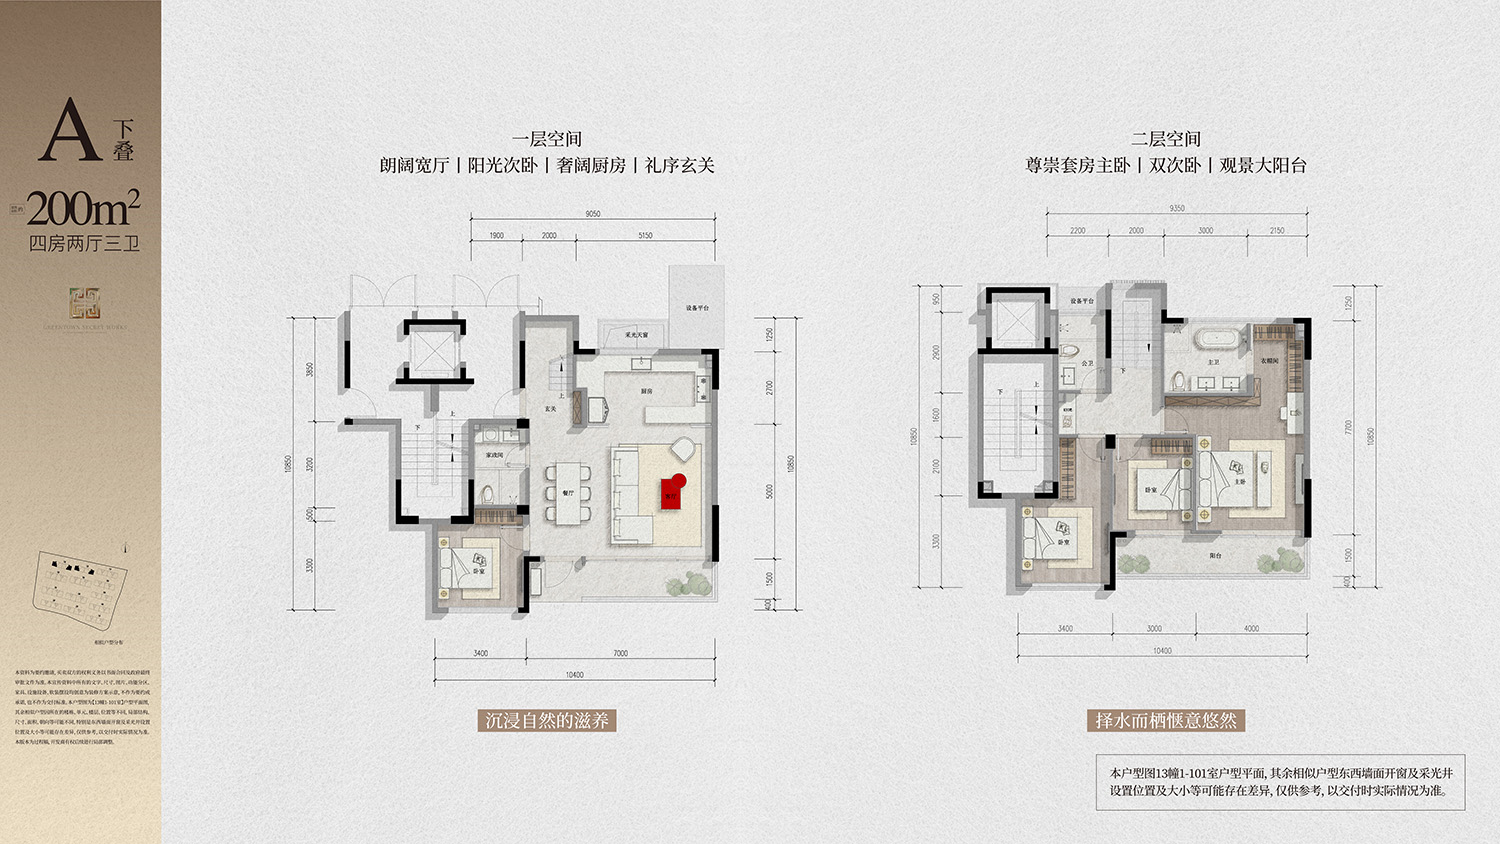 A
下叠
200m²
四房两厅三卫
GREENTOWN SECRET WORKS
相似户型分布
一层空间
朗阔宽厅丨阳光次卧丨奢阔厨房丨礼序玄关
9050
1900
2000
5150
设备平台
采光天窗
厨房
上
玄关
上
下
家政间
餐厅
客厅
卧室
3850
3200
500
3300
10850
1250
2700
5000
1500
400
10850
3400
7000
10400
沉浸自然的滋养
二层空间
尊崇套房主卧丨双次卧丨观景大阳台
9350
2200
2000
3000
2150
设备平台
公卫
主卫
衣帽间
下
上
下
卧室
主卧
卧室
阳台
950
2900
1600
2100
3300
10850
1250
7700
1500
400
10850
3400
3000
4000
10400
择水而栖惬意悠然
本户型图13幢1-101室户型平面, 其余相似户型东西墙面开窗及采光井
设置位置及大小等可能存在差异, 仅供参考, 以交付时实际情况为准。